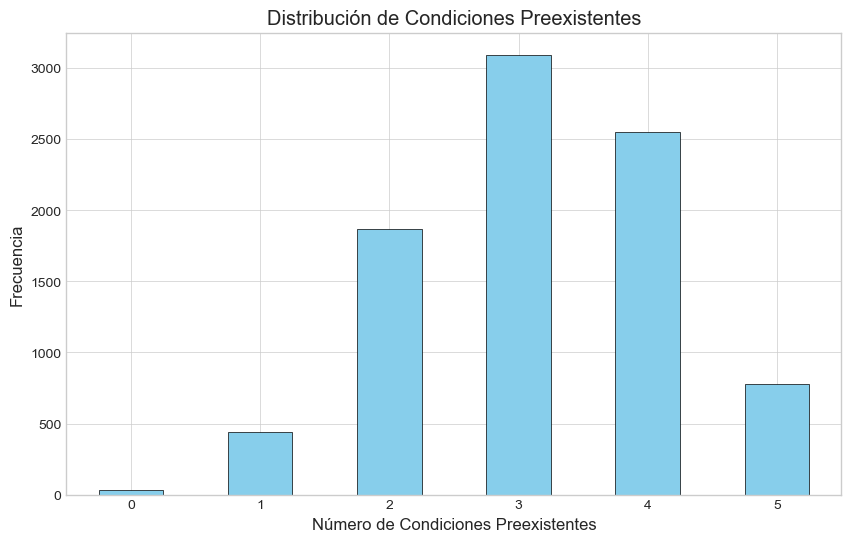 Distribución de Condiciones Preexistentes
3000
2500
2000
1500
1000
500
0
0 1 2 3 4 5
Frecuencia
Número de Condiciones Preexistentes